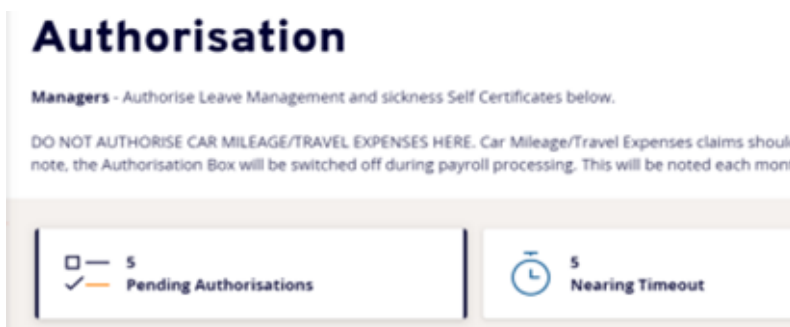 Authorisation
Managers - Authorise Leave Management and sickness Self Certificates below.
DO NOT AUTHORISE CAR MILEAGE/TRAVEL EXPENSES HERE. Car Mileage/Travel Expenses claims shoul
note, the Authorisation Box will be switched off during payroll processing. This will be noted each mon
5
Pending Authorisations
5
Nearing Timeout